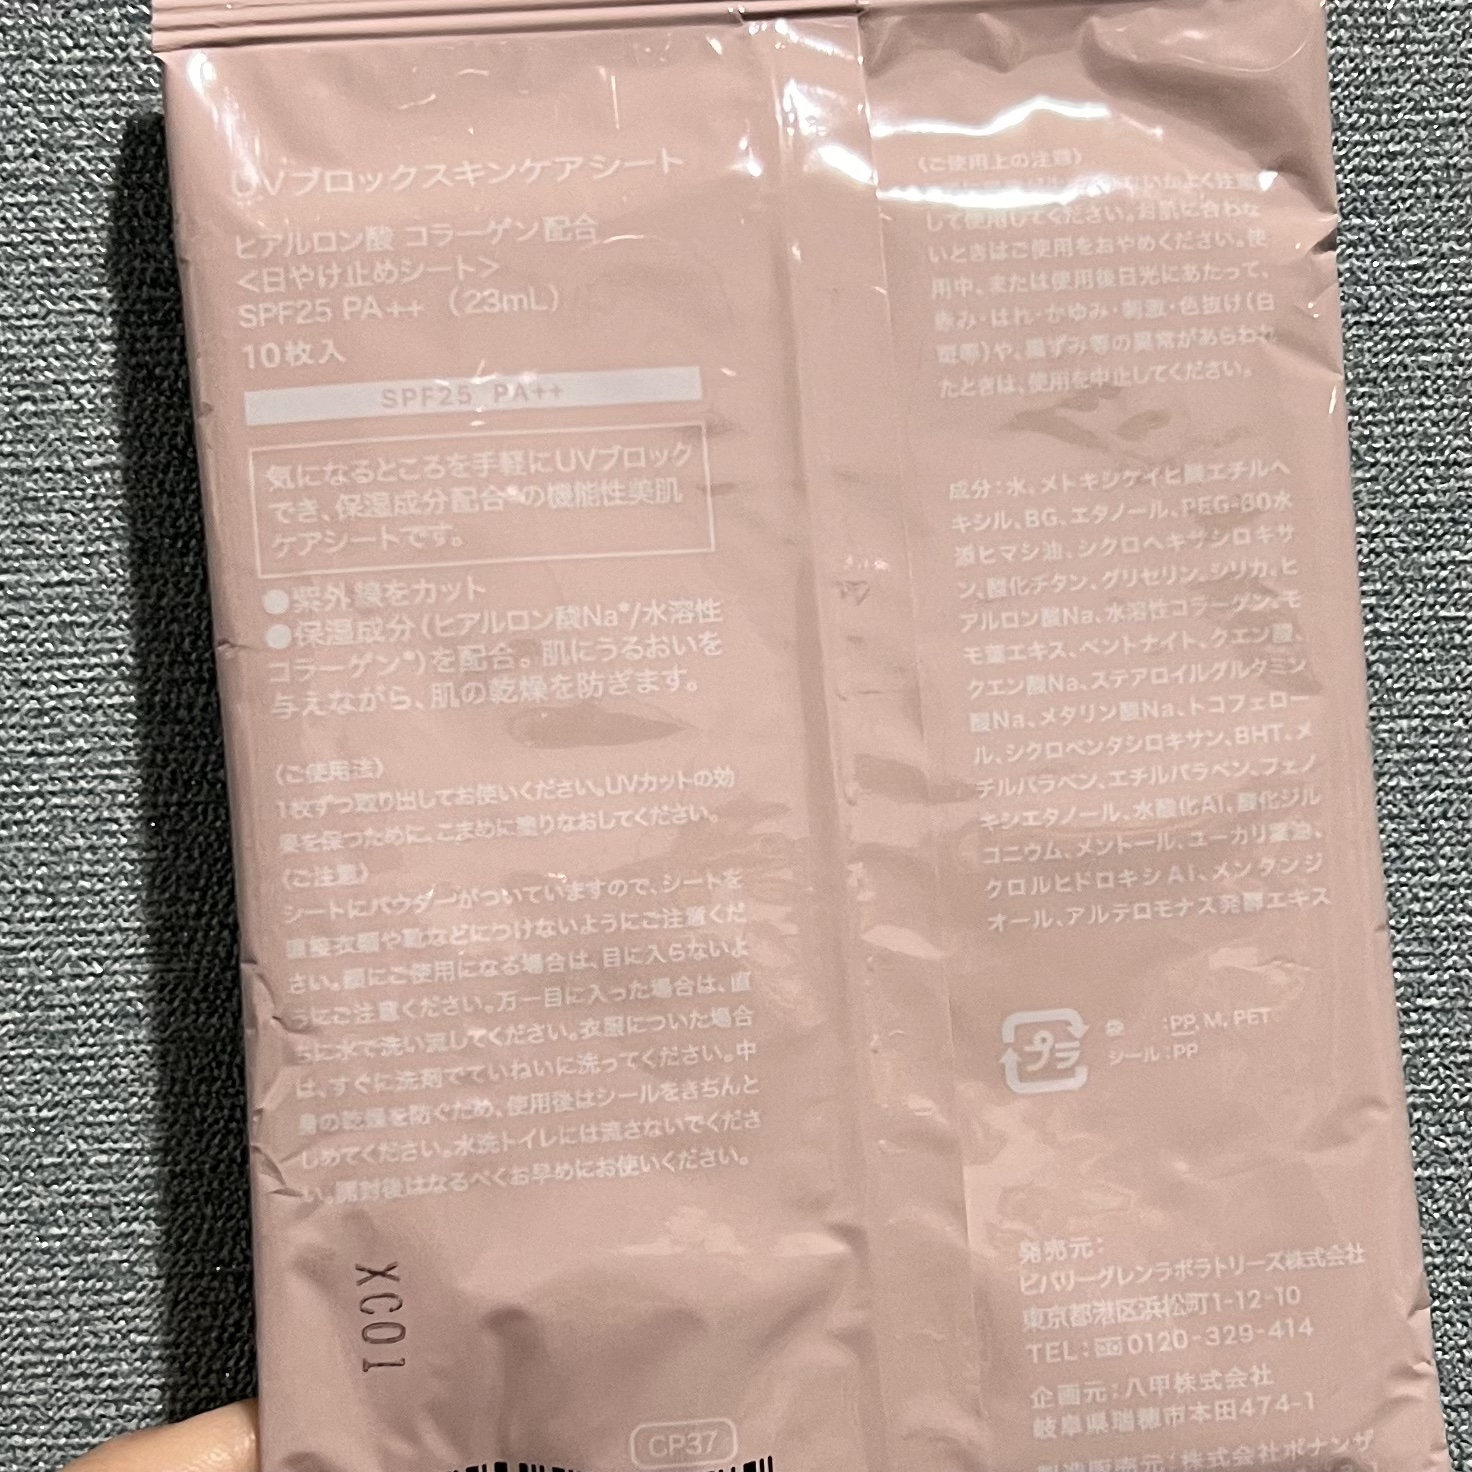 UVブロックスキンケアシート
ヒアルロン酸 コラーゲン配合
<日やけ止めシート>
SPF25 PA++ (23mL)
10枚入
SPF25 PA++
気になるところを手軽にUVブロック
でき、保湿成分配合*の機能性美肌
ケアシートです。
●紫外線をカット
●保湿成分(ヒアルロン酸Na*/水溶性
コラーゲン*)を配合。肌にうるおいを
与えながら、肌の乾燥を防ぎます。
〈ご使用法〉
1枚ずつ取り出してお使いください。UVカットの効
果を保つために、こまめに塗りなおしてください。
〈ご注意〉
シートにパウダーがついていますので、シートを
直接衣類や靴などにつけないようにご注意くだ
さい。顔にご使用になる場合は、目に入らないよ
うにご注意ください。万一目に入った場合は、直
ちに水で洗い流してください。衣服についた場合
は、すぐに洗剤でていねいに洗ってください。中
身の乾燥を防ぐため、使用後はシールをきちんと
しめてください。水洗トイレには流さないでくださ
い。開封後はなるべくお早めにお使いください。
XCOI
CP37
〈ご使用上の注意〉
ないかよく注意
して使用してください。お肌に合わな
いときはご使用をおやめください。使
用中、または使用後日光にあたって、
赤み・はれ・かゆみ・刺激・色抜け(白
斑等)や、黒ずみ等の異常があらわれ
たときは、使用を中止してください。
成分:水、メトキシケイヒ酸エチルヘ
キシル、BG、エタノール、PEG-60水
添ヒマシ油、シクロヘキサシロキサ
ン、酸化チタン、グリセリン、シリカ、ヒ
アルロン酸Na、水溶性コラーゲン、モ
モ葉エキス、ベントナイト、クエン酸、
クエン酸Na、ステアロイルグルタミン
酸Na、メタリン酸Na、トコフェロー
ル、シクロペンタシロキサン、BHT、メ
チルパラベン、エチルパラベン、フェノ
キシエタノール、水酸化Al、酸化ジル
コニウム、メントール、ユーカリ葉油、
クロルヒドロキシAl、メンタンジ
オール、アルテロモナス発酵エキス
プラ
袋 :PP, M, PET
シール:PP
発売元:
ビバリーグレンラボラトリーズ株式会社
東京都港区浜松町1-12-10
TEL:0120-329-414
企画元:八甲株式会社
岐阜県瑞穂市本田474-1
製造販売元:株式会社ボナンザ